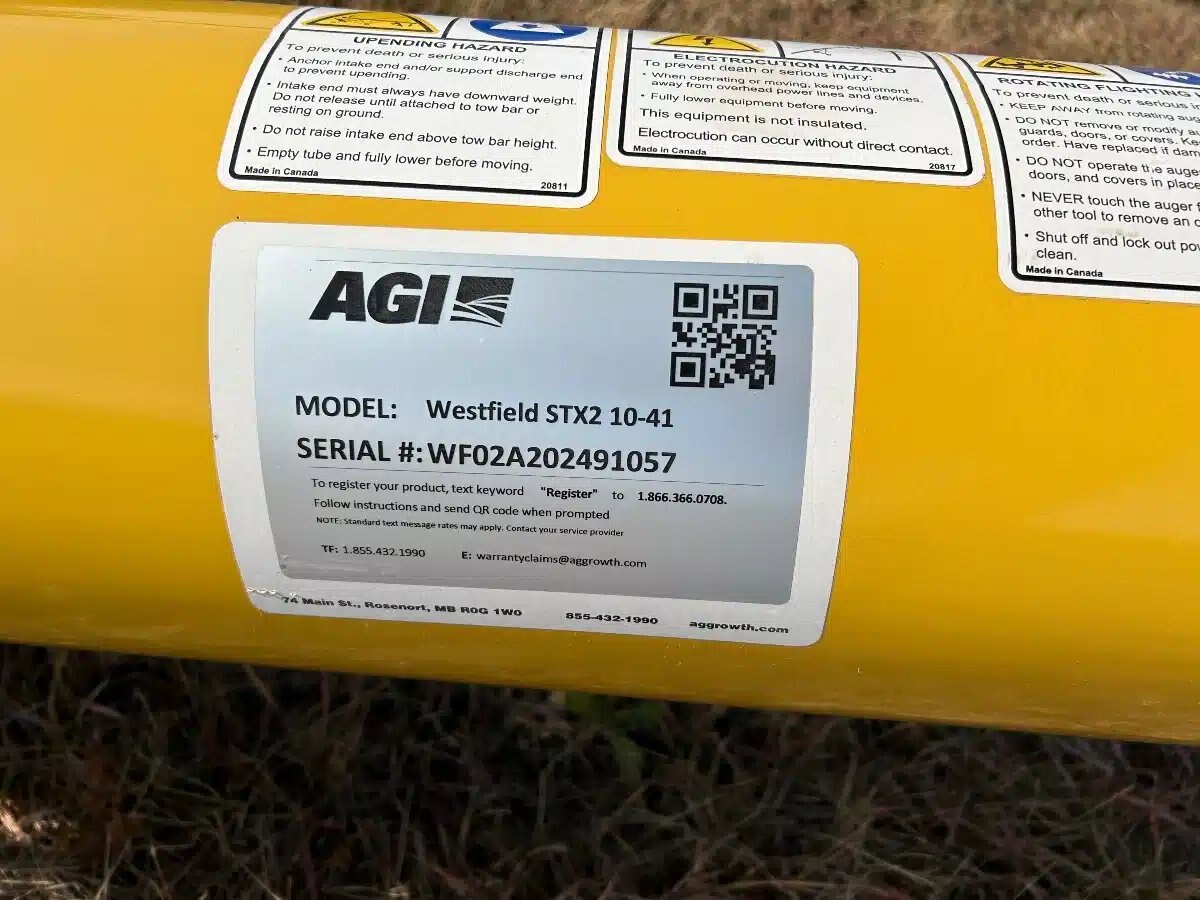 UPENDING HAZARD
To prevent death or serious injury:
• Anchor intake end and/or support discharge end
to prevent upending.
• Intake end must always have downward weight.
Do not release until attached to tow bar or
resting on ground.
• Do not raise intake end above tow bar height.
• Empty tube and fully lower before moving.
Made in Canada
20811
ELECTROCUTION HAZARD
To prevent death or serious injury:
• When operating or moving, keep equipment
away from overhead power lines and devices.
• Fully lower equipment before moving.
This equipment is not insulated.
Electrocution can occur without direct contact.
Made in Canada
20817
ROTATING FLIGHTING
To prevent death or serious
• KEEP AWAY from rotating
• DO NOT remove or modify
guards, doors, or covers.
order. Have replaced if
• DO NOT operate the auger
doors, and covers in place
• NEVER touch the auger
other tool to remove an
• Shut off and lock out
clean.
Made in Canada
AGI
MODEL: Westfield STX2 10-41
SERIAL #: WF02A202491057
To register your product, text keyword "Register" to 1.866.366.0708.
Follow instructions and send QR code when prompted
NOTE: Standard text message rates may apply. Contact your service provider
TF: 1.855.432.1990 E: warrantyclaims@aggrowth.com
74 Main St., Rosenort, MB R0G 1W0 855-432-1990 aggrowth.com